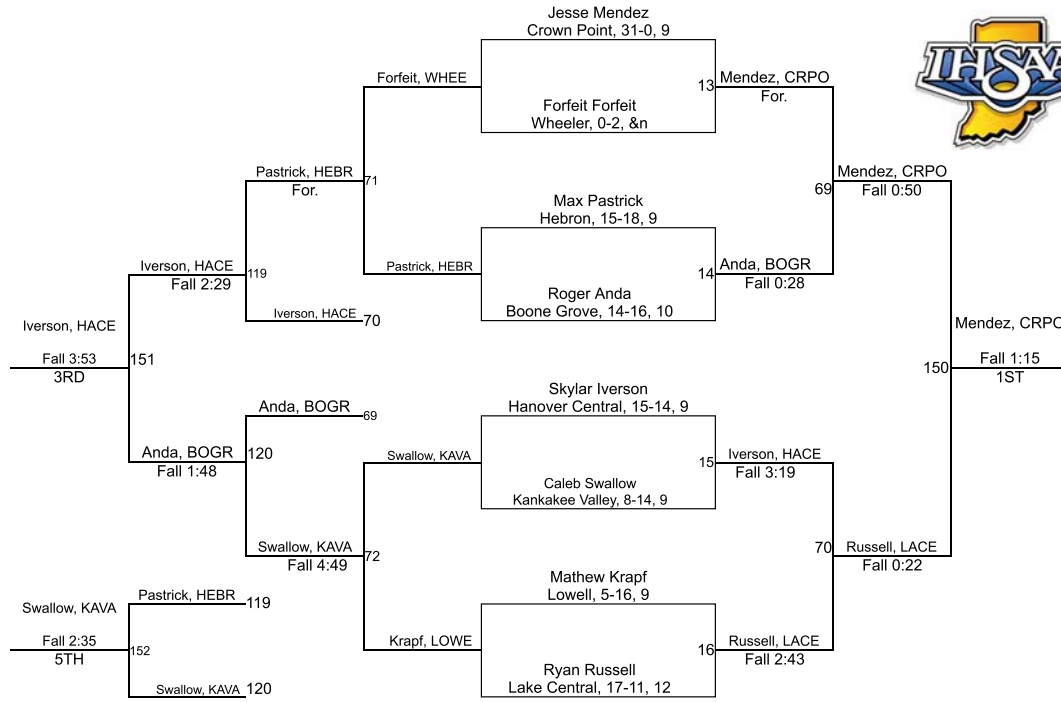 Jesse Mendez
Crown Point, 31-0, 9
IHSAA
Forfeit, WHEE
13
Mendez, CRPO
For.
Forfeit Forfeit
Wheeler, 0-2, &n
Pastrick, HEBR
For.
71
Mendez, CRPO
Fall 0:50
69
Max Pastrick
Hebron, 15-18, 9
Iverson, HACE
Fall 2:29
119
Pastrick, HEBR
14
Anda, BOGR
Fall 0:28
Roger Anda
Boone Grove, 14-16, 10
Iverson, HACE
70
Iverson, HACE
Fall 3:53
3RD
151
Mendez, CRPO
Fall 1:15
1ST
150
Skylar Iverson
Hanover Central, 15-14, 9
Anda, BOGR
69
Anda, BOGR
Fall 1:48
120
Swallow, KAVA
15
Iverson, HACE
Fall 3:19
Caleb Swallow
Kankakee Valley, 8-14, 9
Swallow, KAVA
Fall 4:49
72
70
Russell, LACE
Fall 0:22
Mathew Krapf
Lowell, 5-16, 9
Pastrick, HEBR
119
Swallow, KAVA
Fall 2:35
5TH
152
Krapf, LOWE
16
Russell, LACE
Fall 2:43
Ryan Russell
Lake Central, 17-11, 12
Swallow, KAVA
120